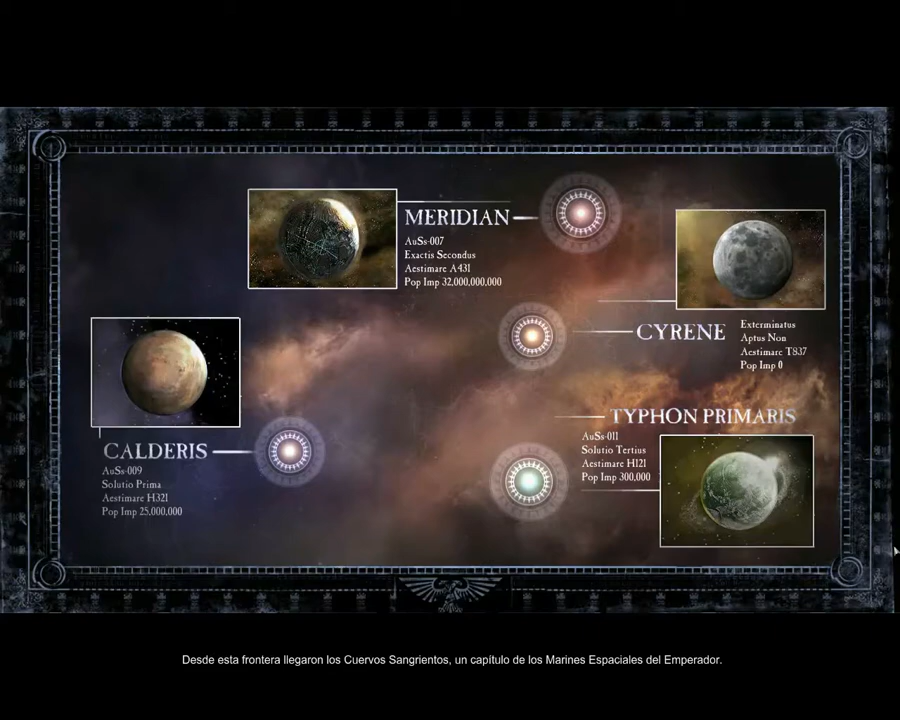 MERIDIAN
AuSs-007
Exactis Secondus
Aestimare A431
Pop Imp 32,000,000,000
CYRENE
Exterminatus
Aptus Non
Aestimare T837
Pop Imp 0
TYPHON PRIMARIS
AuSs-011
Solutio Tertius
Aestimare H121
Pop Imp 300,000
CALDERIS
AuSs-009
Solutio Prima
Aestimare H321
Pop Imp 25,000,000
Desde esta frontera llegaron los Cuervos Sangrientos, un capítulo de los Marines Espaciales del Emperador.